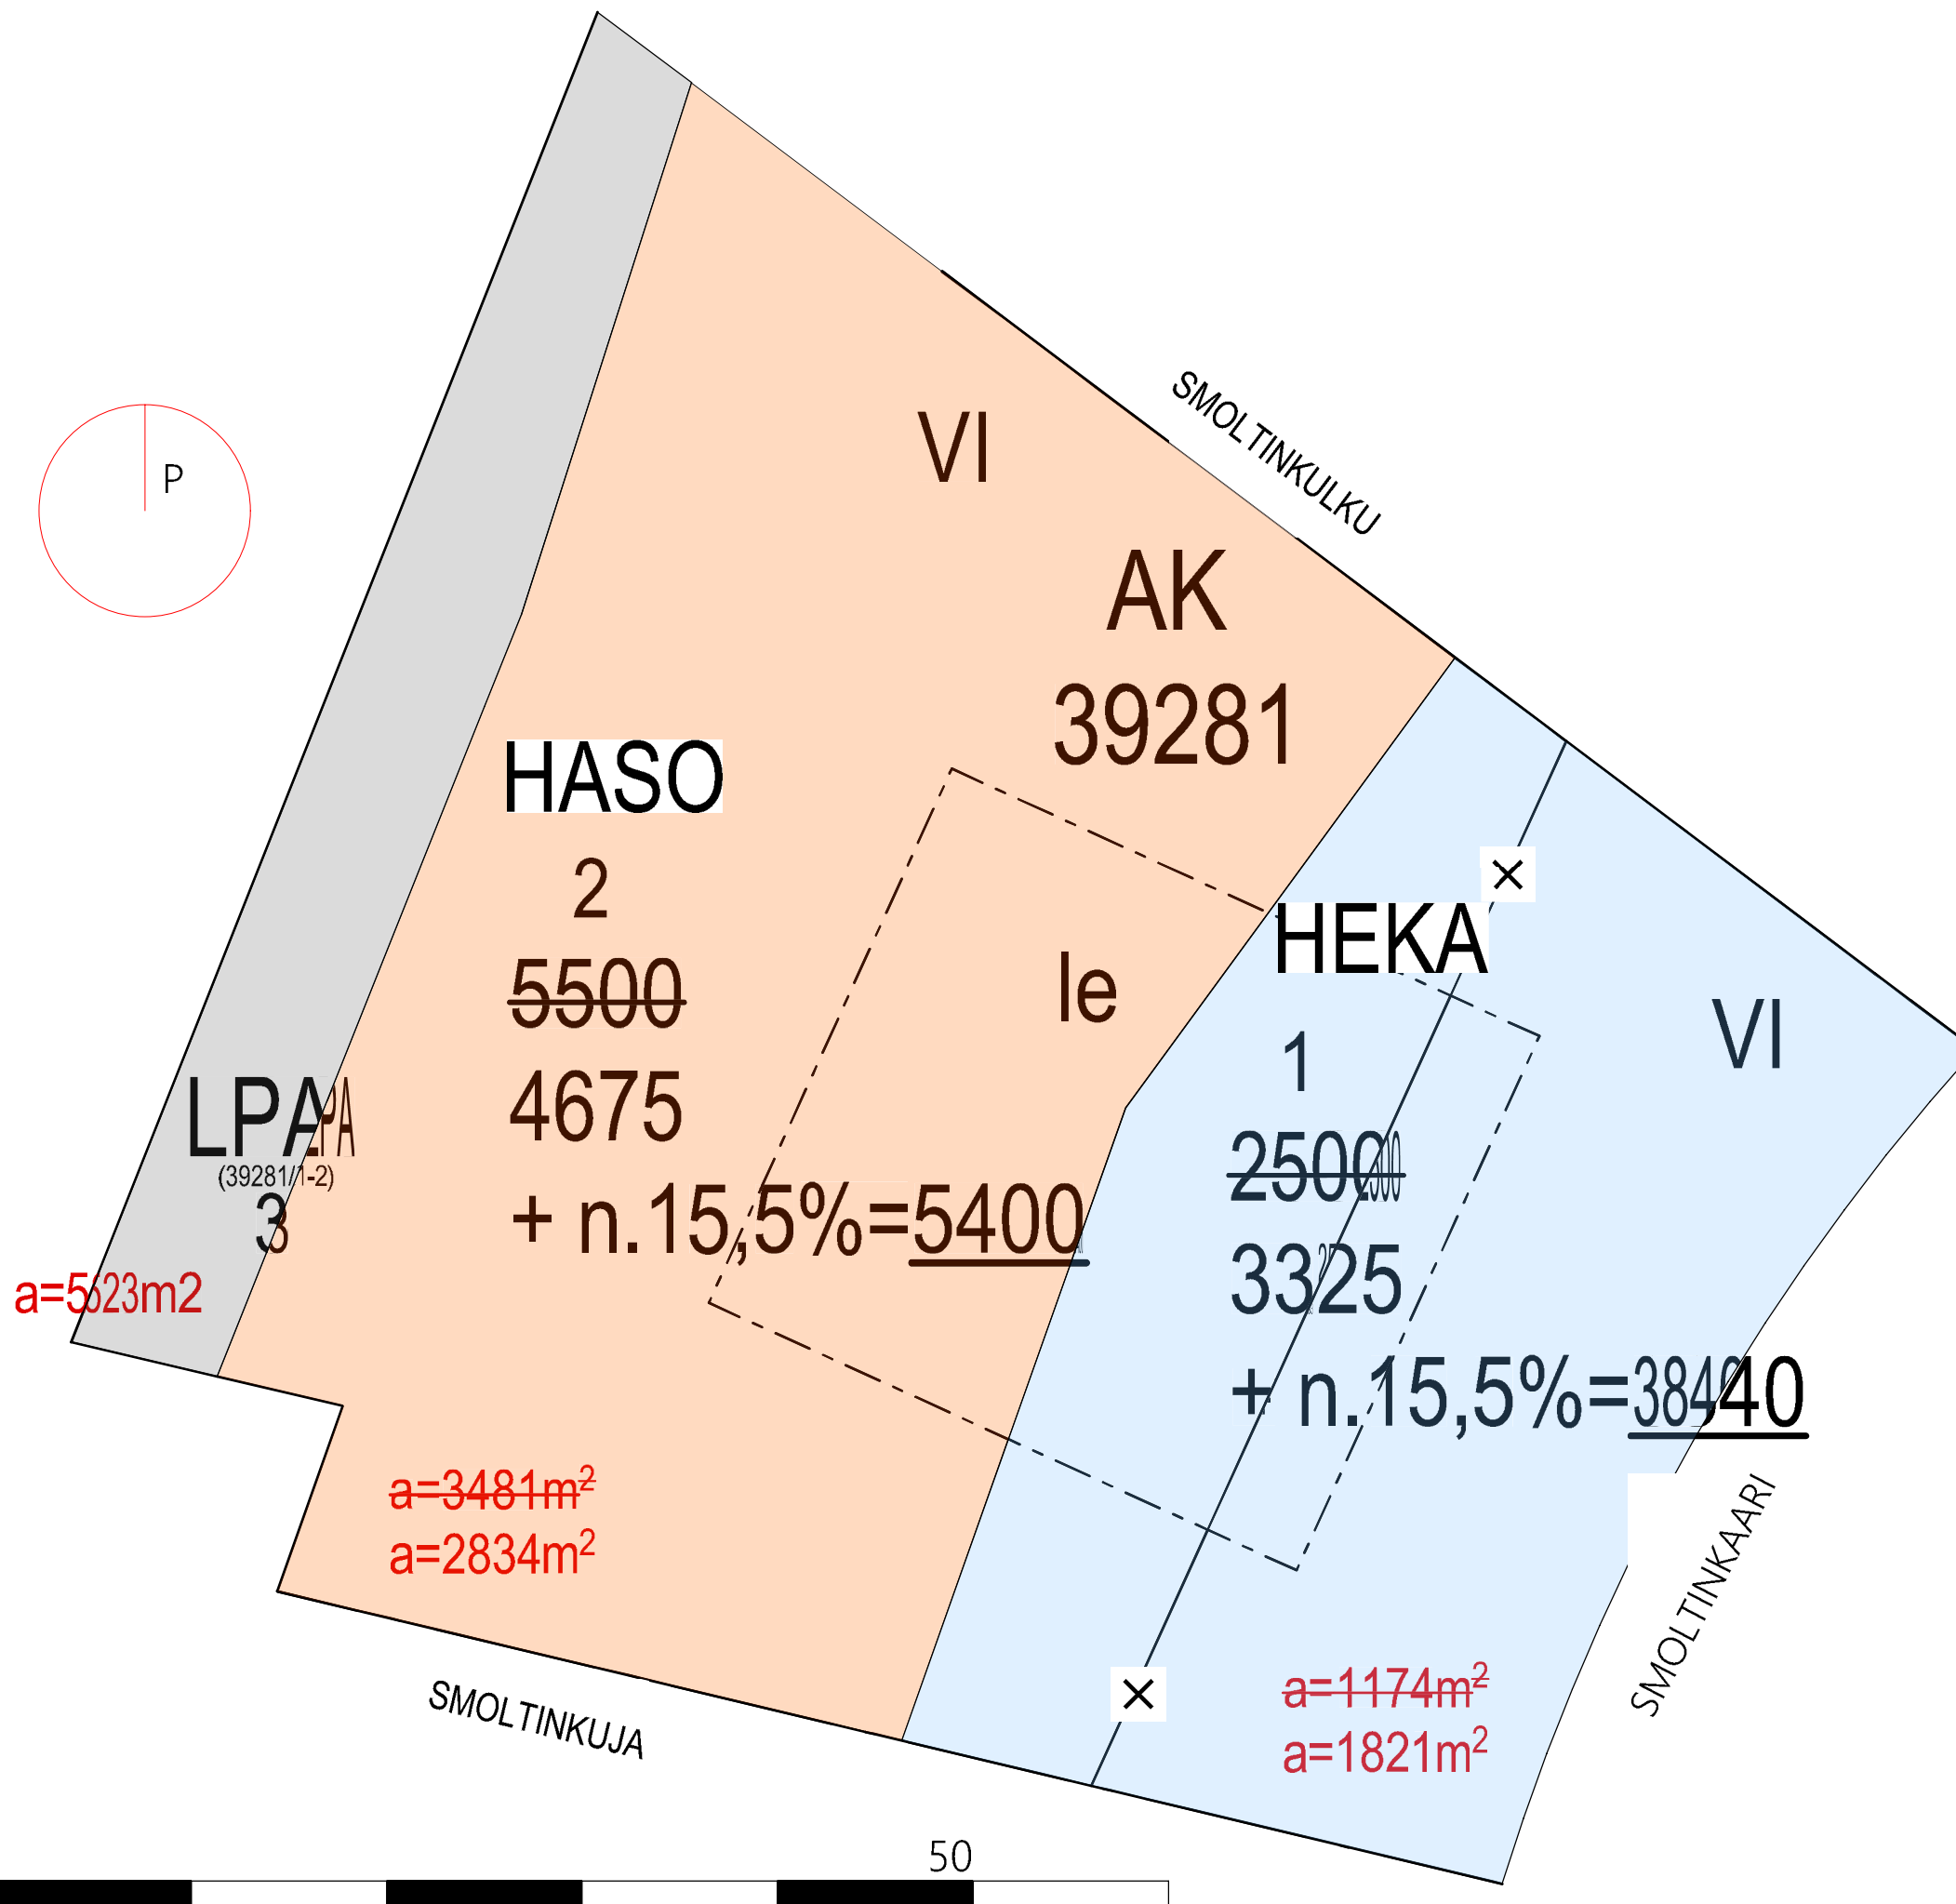 VI
SMOLTINKULKU
P
AK
39281
HASO
2
5500
4675
+ n.15,5%=5400
le
HEKA
1
2500
3325
+ n.15,5%=3840
VI
LPA
(39281/1-2)
3
m2
a=3481m²
a=2834m²
a=1174m²
a=1821m²
SMOLTINKAARI
SMOLTINKUJA
50